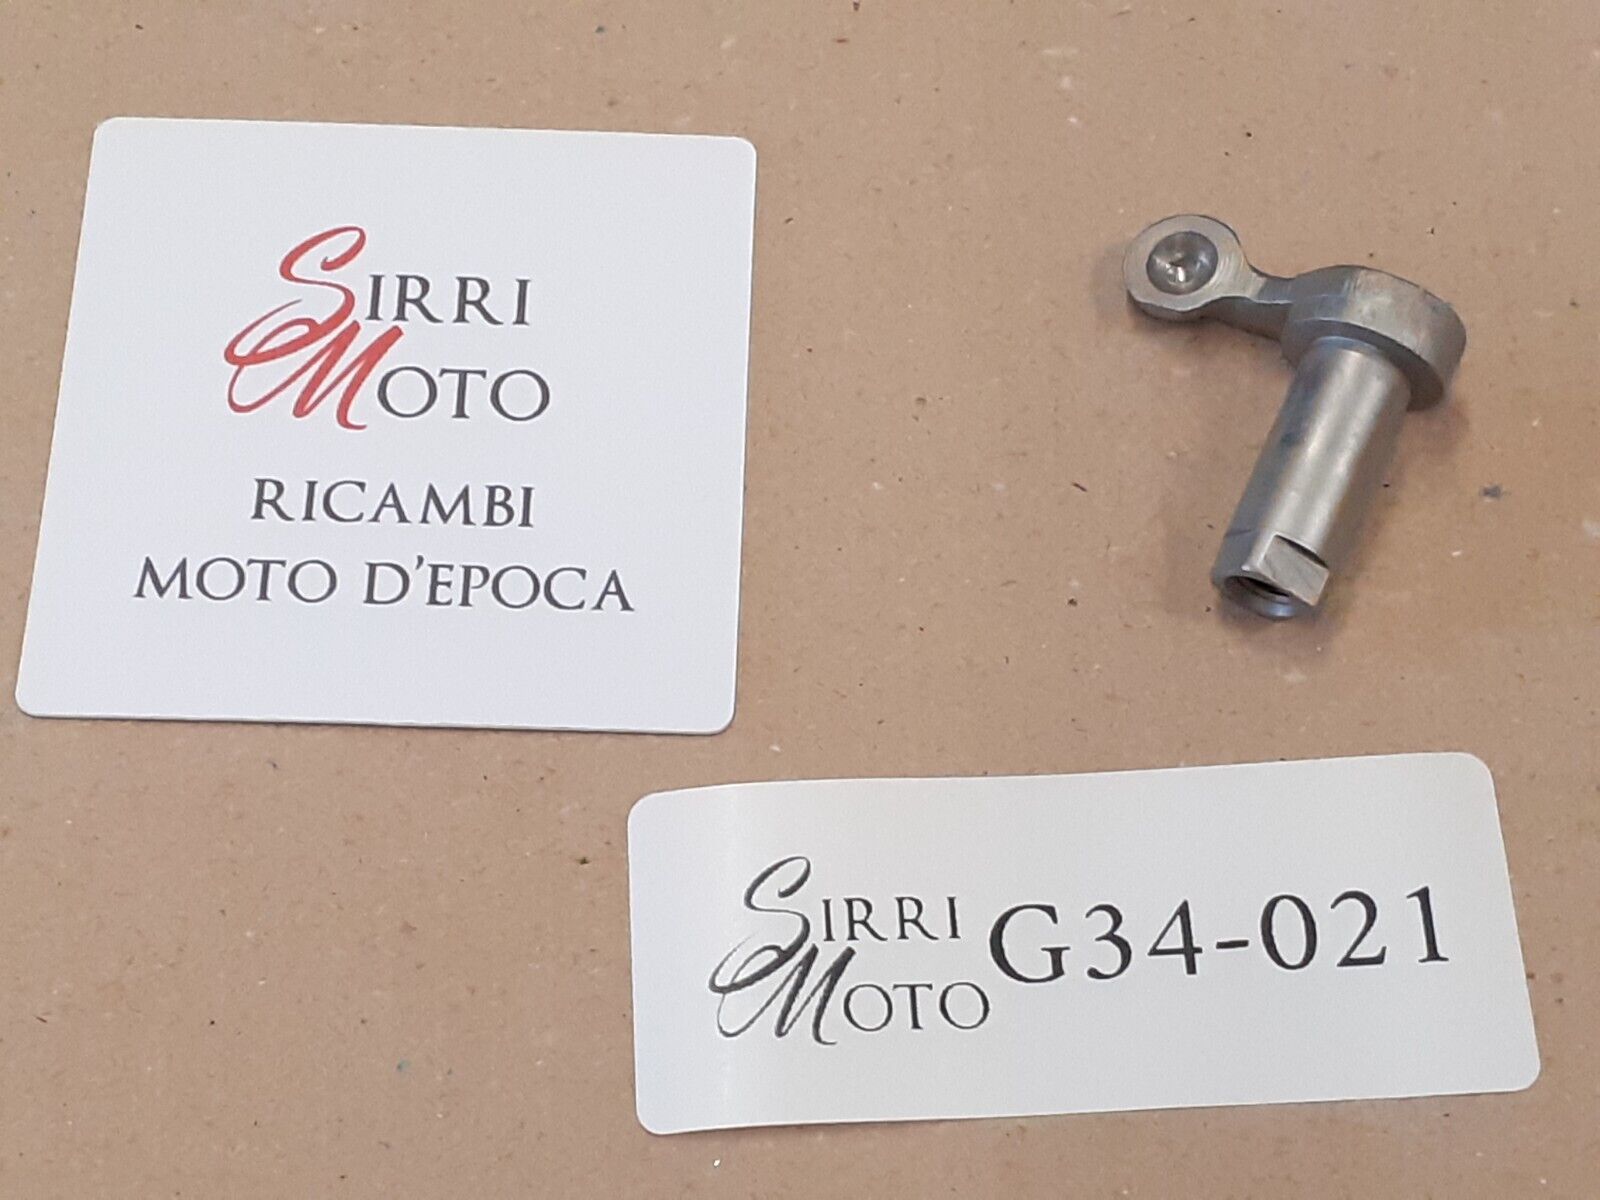 SIRRI
MOTO
RICAMBI
MOTO D'EPOCA
SIRRI
MOTO
G34-021